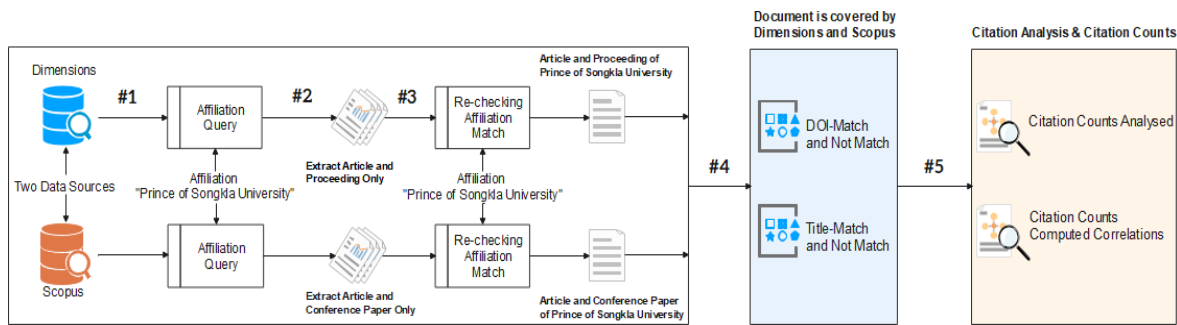 Document is covered by
Dimensions and Scopus
Citation Analysis & Citation Counts
Dimensions
#1
Affiliation
Query
#2
Extract Article and
Proceeding Only
#3
Re-checking
Affiliation
Match
Article and Proceeding of
Prince of Songkla University
Two Data Sources
Affiliation
"Prince of Songkla University"
Affiliation
"Prince of Songkla University"
Scopus
Affiliation
Query
Extract Article and
Conference Paper Only
Re-checking
Affiliation
Match
Article and Conference Paper
of Prince of Songkla University
#4
DOI-Match
and Not Match
Title-Match
and Not Match
#5
Citation Counts Analysed
Citation Counts
Computed Correlations